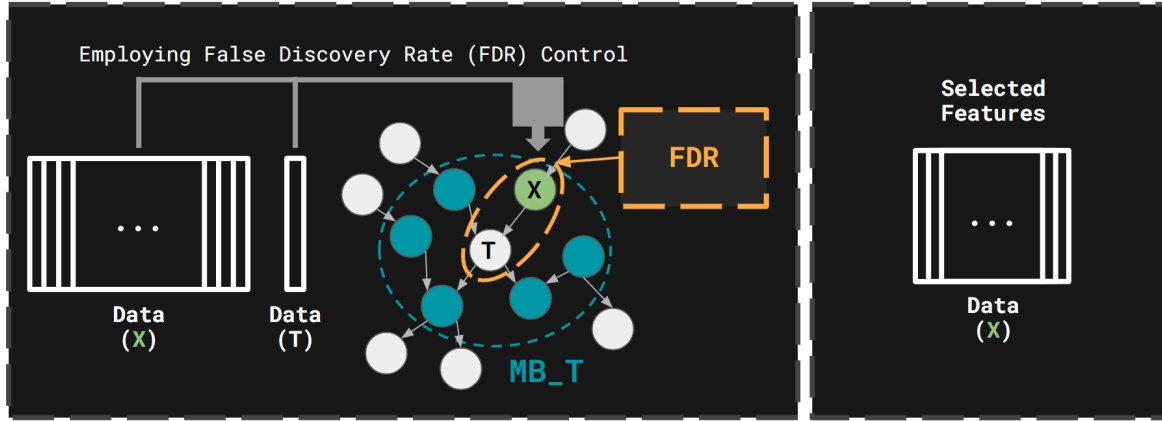 Employing False Discovery Rate (FDR) Control
FDR
X
T
...
Data
(X)
Data
(T)
MB_T
Selected
Features
...
Data
(X)